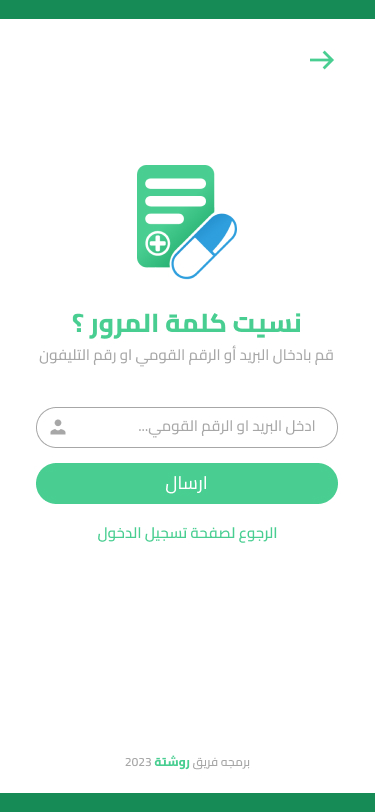 نسيت كلمة المرور ؟
قم بادخال البريد أو الرقم القومي او رقم التليفون
ادخل البريد او الرقم القومي...
ارسال
الرجوع لصفحة تسجيل الدخول
برمجه فريق روشتة 2023